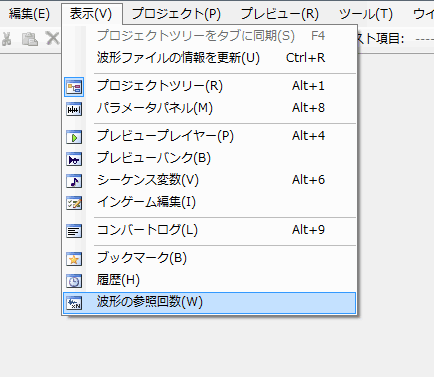 編集(E) 表示(V) プロジェクト(P) プレビュー(R) ツール(T)
プロジェクトツリーをタブに同期(S) F4
スト項目: ----
波形ファイルの情報を更新(U) Ctrl+R
プロジェクトツリー(R) Alt+1
パラメータパネル(M) Alt+8
プレビュープレイヤー(P) Alt+4
プレビューバンク(B)
シーケンス変数(V) Alt+6
インゲーム編集(I)
コンバートログ(L) Alt+9
ブックマーク(B)
履歴(H)
波形の参照回数(W)